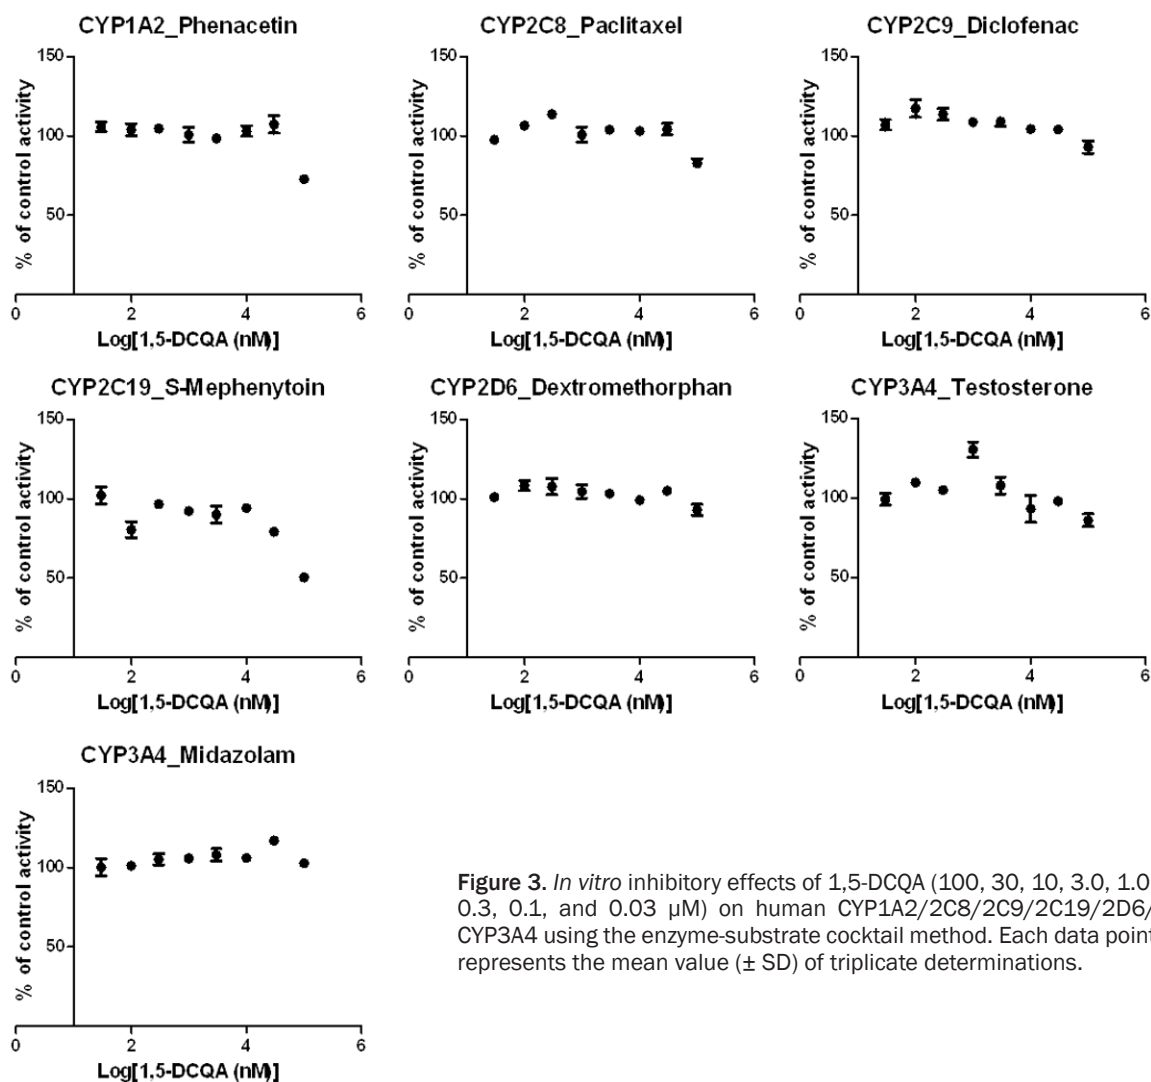 CYP1A2_Phenacetin
% of control activity
150
100
50
0 2 4 6
Log[1,5-DCQA (nM)]
CYP2C8_Paclitaxel
% of control activity
150
100
50
0 2 4 6
Log[1,5-DCQA (nM)]
CYP2C9_Diclofenac
% of control activity
150
100
50
0 2 4 6
Log[1,5-DCQA (nM)]
CYP2C19_S-Mephenytoin
% of control activity
150
100
50
0 2 4 6
Log[1,5-DCQA (nM)]
CYP2D6_Dextromethorphan
% of control activity
150
100
50
0 2 4 6
Log[1,5-DCQA (nM)]
CYP3A4_Testosterone
% of control activity
150
100
50
0 2 4 6
Log[1,5-DCQA (nM)]
CYP3A4_Midazolam
% of control activity
150
100
50
0 2 4 6
Log[1,5-DCQA (nM)]
Figure 3. In vitro inhibitory effects of 1,5-DCQA (100, 30, 10, 3.0, 1.0
0.3, 0.1, and 0.03 μM) on human CYP1A2/2C8/2C9/2C19/2D6/
CYP3A4 using the enzyme-substrate cocktail method. Each data point
represents the mean value (± SD) of triplicate determinations.